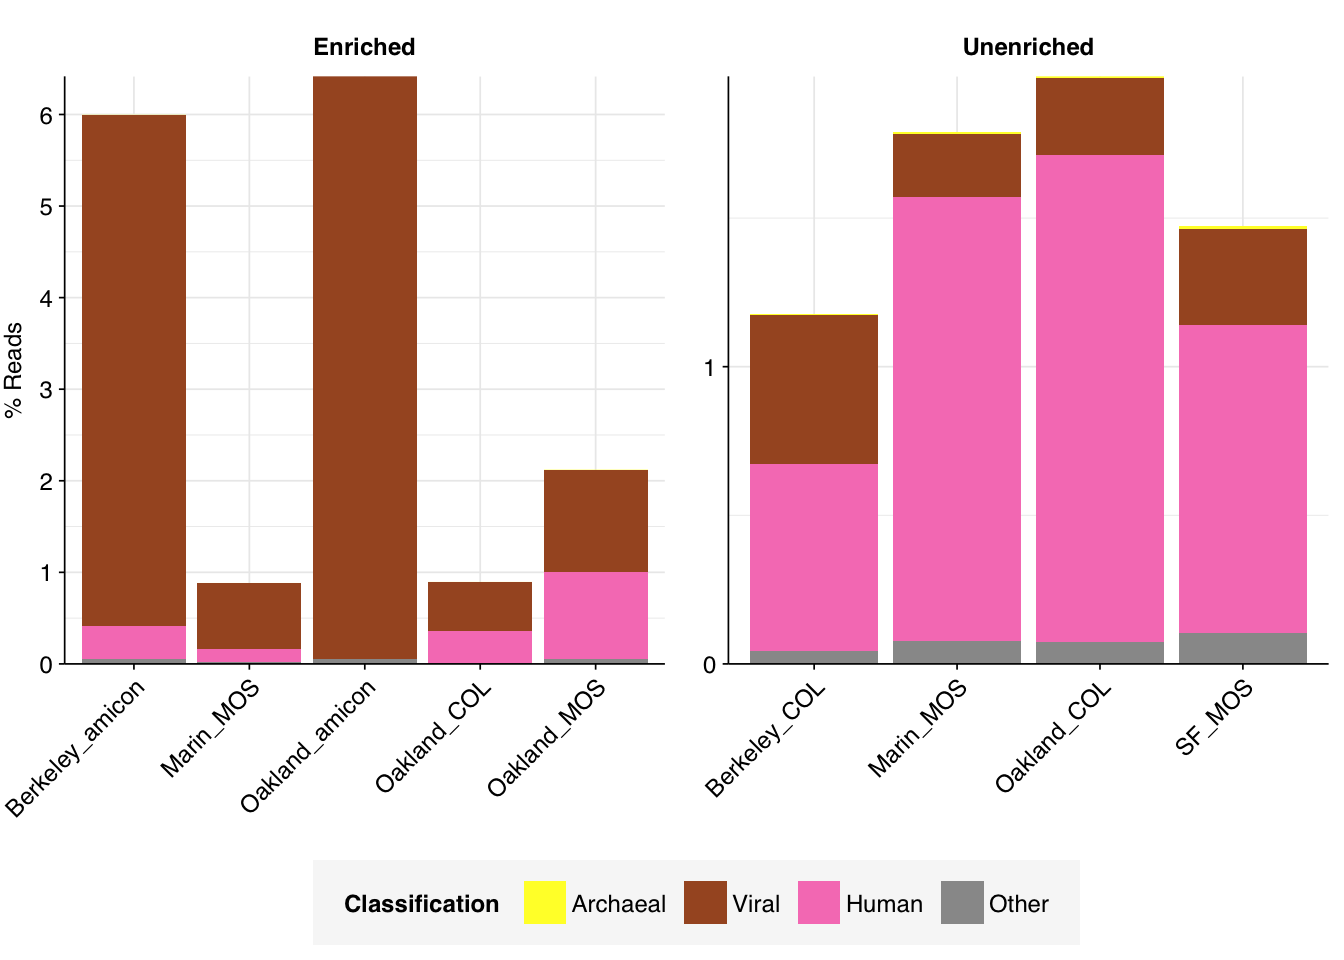 Enriched
Unenriched
% Reads
6
5
4
3
2
1
0
1
0
Berkeley_amicon
Marin_MOS
Oakland_amicon
Oakland_COL
Oakland_MOS
Berkeley_COL
Marin_MOS
Oakland_COL
SF_MOS
Classification Archaeal Viral Human Other